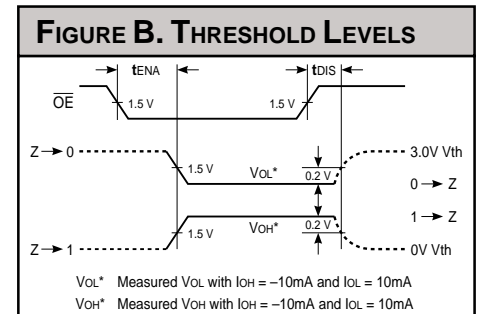 FIGURE B. THRESHOLD LEVELS
tENA tDIS
OE 1.5 V 1.5 V
Z 0 1.5 V VOL* 0.2 V 3.0V Vth
0 Z
1 Z
Z 1 1.5 V VOH* 0.2 V 0V Vth
VOL* Measured VOL with IOH = –10mA and IOL = 10mA
VOH* Measured VOH with IOH = –10mA and IOL = 10mA